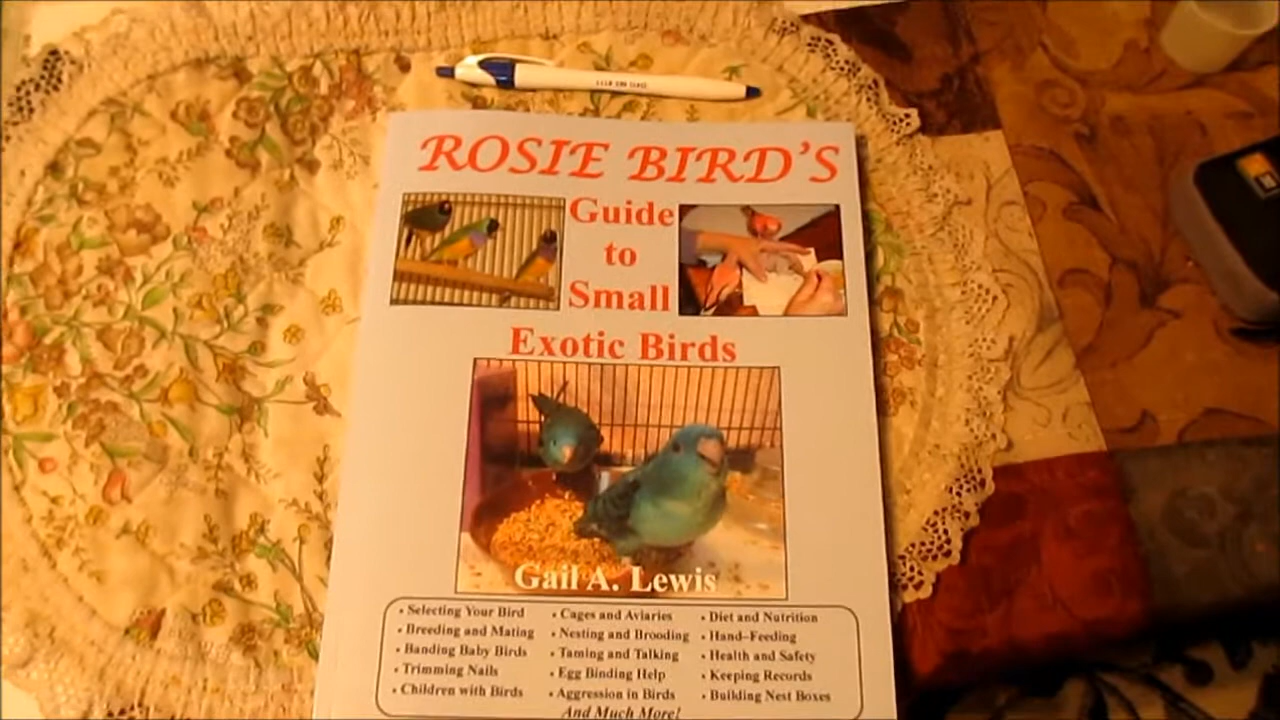 ROSIE BIRD'S
Guide
to
Small
Exotic Birds
Gail A. Lewis
• Selecting Your Bird
• Breeding and Mating
• Banding Baby Birds
• Trimming Nails
• Children with Birds
• Cages and Aviaries
• Nesting and Brooding
• Taming and Talking
• Egg Binding Help
• Aggression in Birds
• Diet and Nutrition
• Hand-Feeding
• Health and Safety
• Keeping Records
• Building Nest Boxes
And Much More!